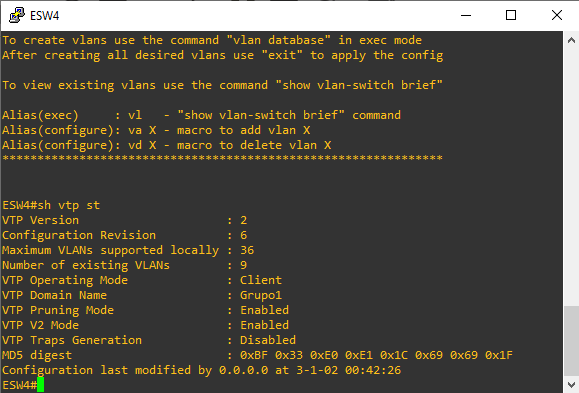 ESW4
To create vlans use the command "vlan database" in exec mode
After creating all desired vlans use "exit" to apply the config
To view existing vlans use the command "show vlan-switch brief"
Alias(exec)     : vl   - "show vlan-switch brief" command
Alias(configure): va X - macro to add vlan X
Alias(configure): vd X - macro to delete vlan X
***************************************************************
ESW4#sh vtp st
VTP Version                     : 2
Configuration Revision          : 6
Maximum VLANs supported locally : 36
Number of existing VLANs        : 9
VTP Operating Mode              : Client
VTP Domain Name                 : Grupo1
VTP Pruning Mode                : Enabled
VTP V2 Mode                     : Enabled
VTP Traps Generation            : Disabled
MD5 digest                      : 0xBF 0x33 0xE0 0xE1 0x1C 0x69 0x69 0x1F
Configuration last modified by 0.0.0.0 at 3-1-02 00:42:26
ESW4#